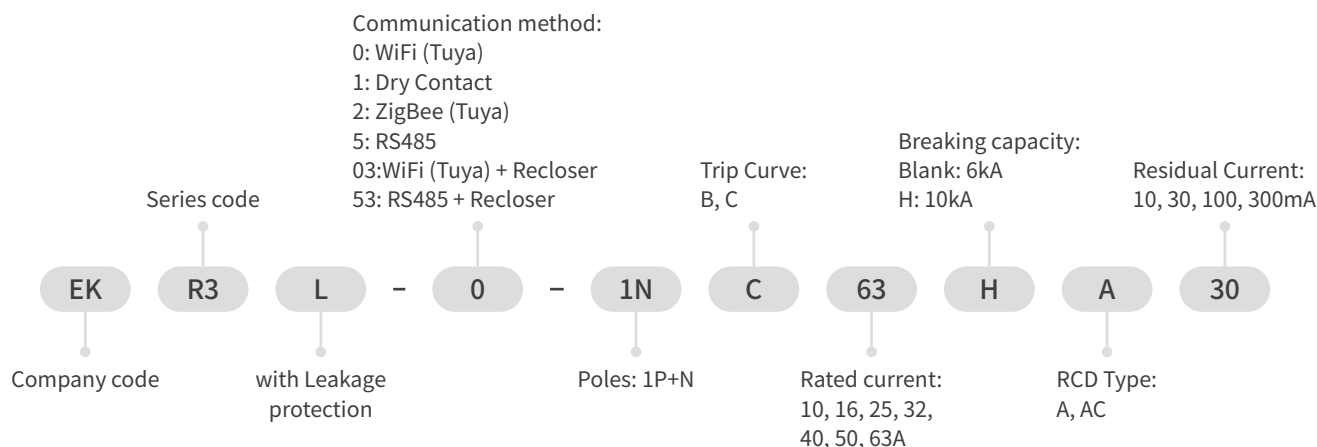 Communication method:
0: WiFi (Tuya)
1: Dry Contact
2: ZigBee (Tuya)
5: RS485
03:WiFi (Tuya) + Recloser
53: RS485 + Recloser
Series code
Trip Curve:
B, C
Breaking capacity:
Blank: 6kA
H: 10kA
Residual Current:
10, 30, 100, 300mA
EK R3 L – 0 – 1N C 63 H A 30
Company code
with Leakage
protection
Poles: 1P+N
Rated current:
10, 16, 25, 32,
40, 50, 63A
RCD Type:
A, AC